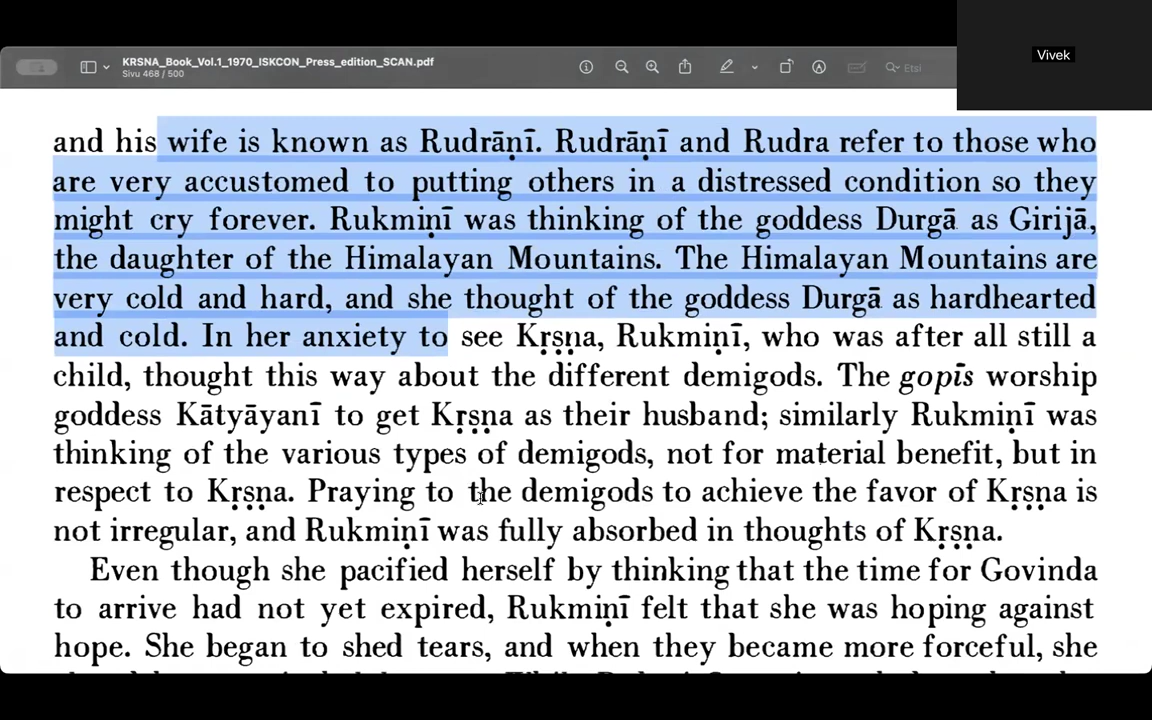 KRSNA_Book_Vol.1_1970_ISKCON_Press_edition_SCAN.pdf
Sivu 468 / 500
Etsi
Vivek
and his wife is known as Rudrāṇī. Rudrāṇī and Rudra refer to those who
are very accustomed to putting others in a distressed condition so they
might cry forever. Rukmiṇī was thinking of the goddess Durgā as Girijā,
the daughter of the Himalayan Mountains. The Himalayan Mountains are
very cold and hard, and she thought of the goddess Durgā as hardhearted
and cold. In her anxiety to see Kṛṣṇa, Rukmiṇī, who was after all still a
child, thought this way about the different demigods. The gopīs worship
goddess Kātyāyanī to get Kṛṣṇa as their husband; similarly Rukmiṇī was
thinking of the various types of demigods, not for material benefit, but in
respect to Kṛṣṇa. Praying to the demigods to achieve the favor of Kṛṣṇa is
not irregular, and Rukmiṇī was fully absorbed in thoughts of Kṛṣṇa.
Even though she pacified herself by thinking that the time for Govinda
to arrive had not yet expired, Rukmiṇī felt that she was hoping against
hope. She began to shed tears, and when they became more forceful, she